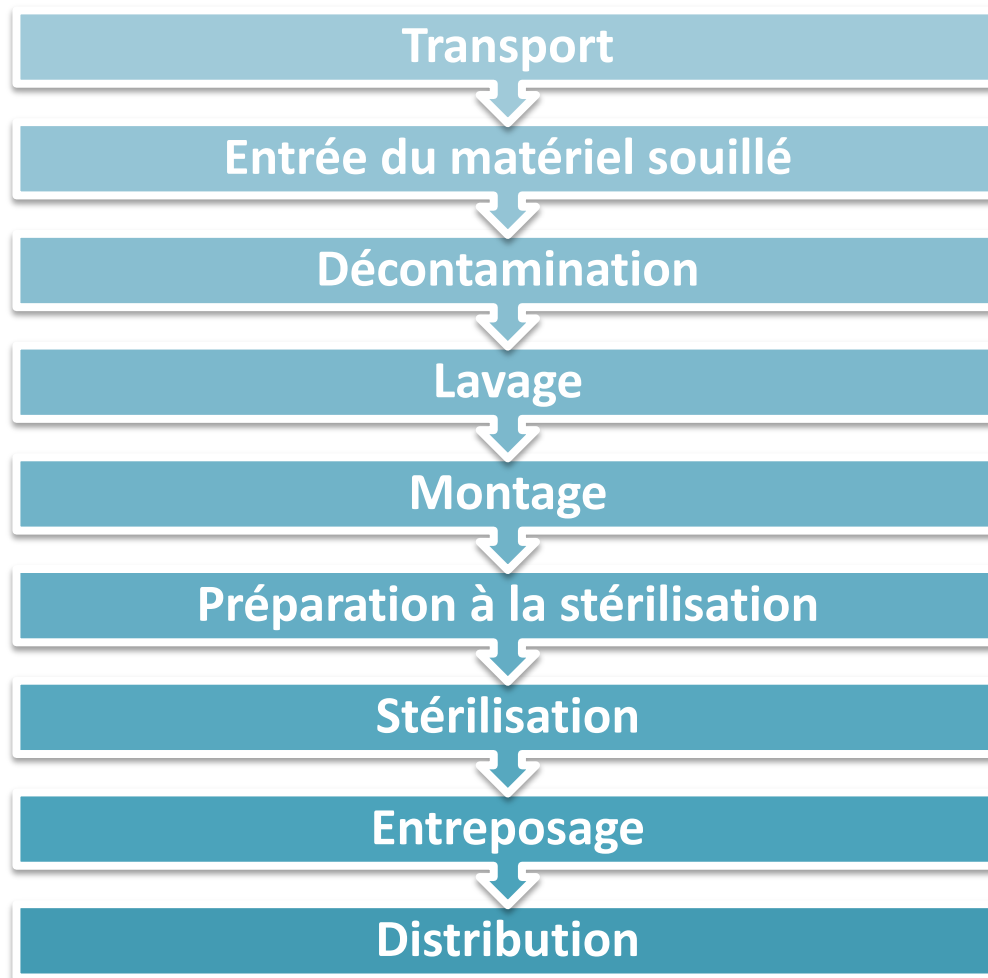 Transport
Entrée du matériel souillé
Décontamination
Lavage
Montage
Préparation à la stérilisation
Stérilisation
Entreposage
Distribution